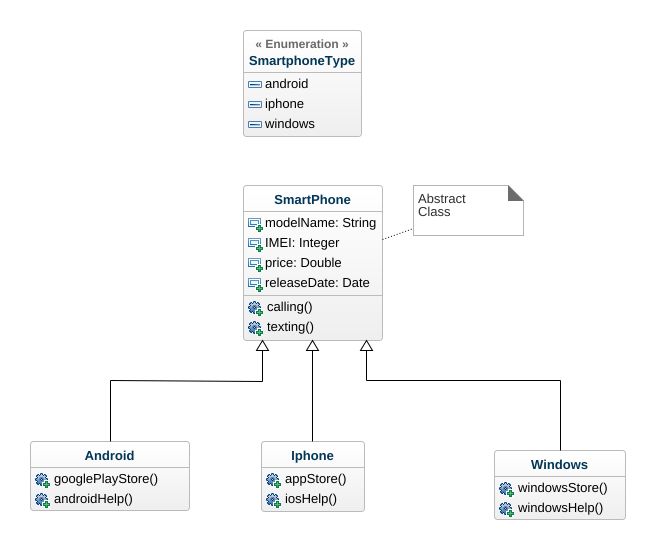 « Enumeration »
SmartphoneType
android
iphone
windows
SmartPhone
modelName: String
IMEI: Integer
price: Double
releaseDate: Date
calling()
texting()
Abstract
Class
Android
googlePlayStore()
androidHelp()
Iphone
appStore()
iosHelp()
Windows
windowsStore()
windowsHelp()